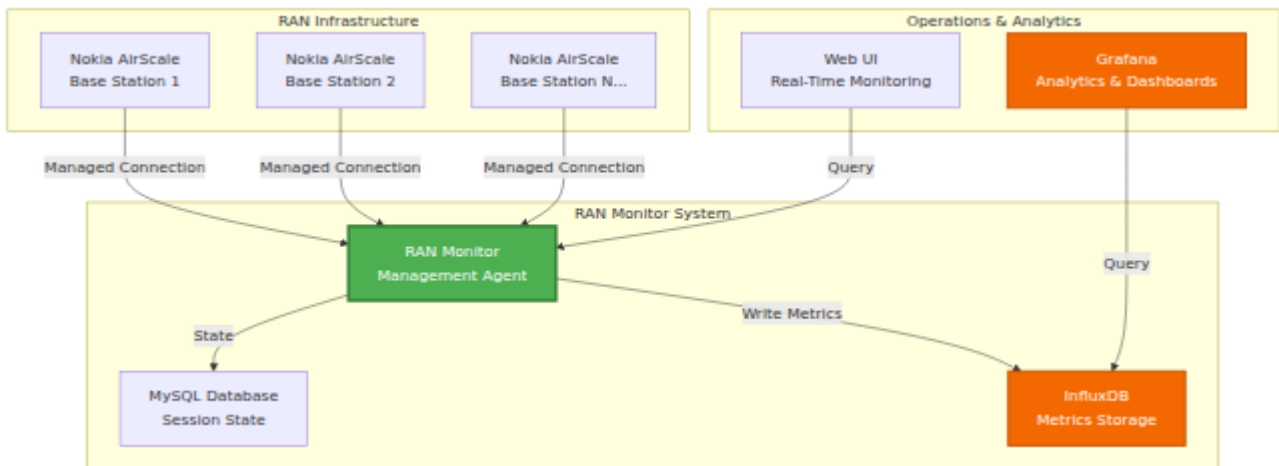 RAN Infrastructure
Operations & Analytics
Nokia AirScale
Base Station 1
Nokia AirScale
Base Station 2
Nokia AirScale
Base Station N...
Web UI
Real-Time Monitoring
Grafana
Analytics & Dashboards
Managed Connection
Managed Connection
Managed Connection
Query
RAN Monitor System
RAN Monitor
Management Agent
Query
Write Metrics
State
MySQL Database
Session State
InfluxDB
Metrics Storage